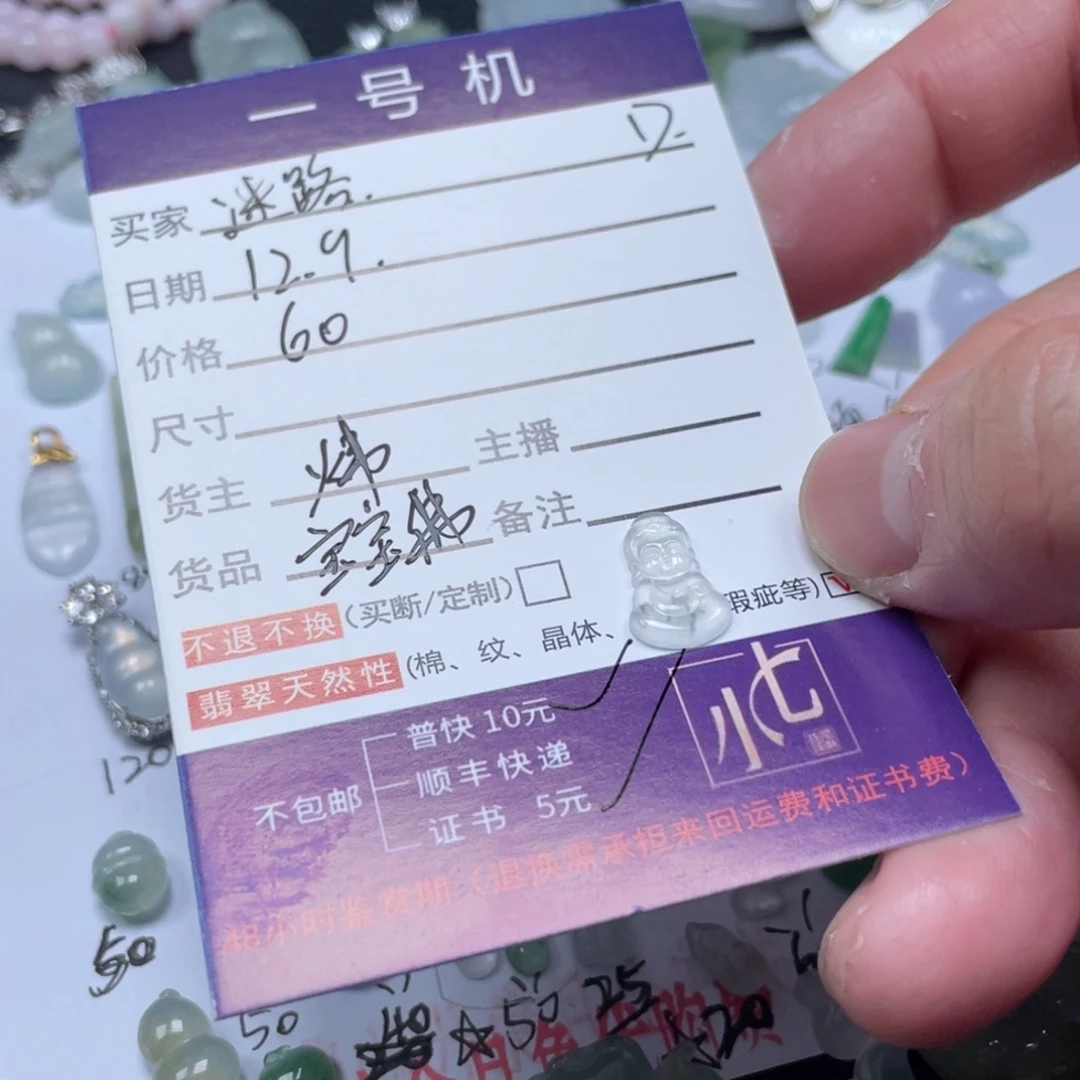 一号机
17.
买家 迷路.
日期 12.9.
价格 60
尺寸
货主 炜 主播
货品 宝宝佛 备注
不退不换(买断/定制)
翡翠天然性(棉、纹、晶体、 瑕疵等)
不包邮
普快 10元
顺丰快递
证书 5元
小七
48小时鉴赏期(退换需承担来回运费和证书费)
120
50
50
50
25
20